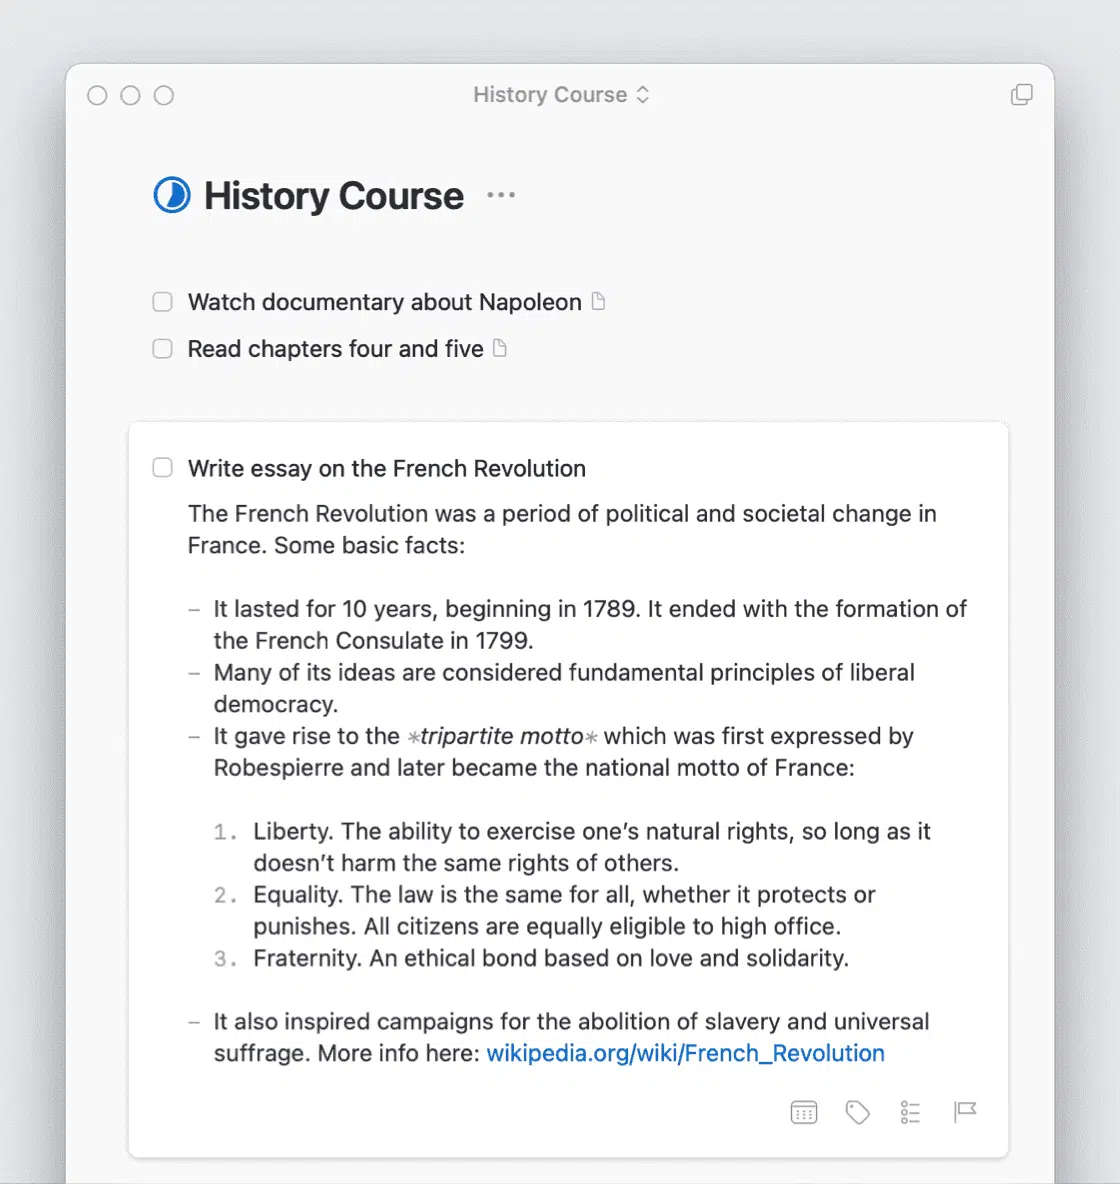 History Course
History Course ...
Watch documentary about Napoleon
Read chapters four and five
Write essay on the French Revolution
The French Revolution was a period of political and societal change in
France. Some basic facts:
– It lasted for 10 years, beginning in 1789. It ended with the formation of
the French Consulate in 1799.
– Many of its ideas are considered fundamental principles of liberal
democracy.
– It gave rise to the *tripartite motto* which was first expressed by
Robespierre and later became the national motto of France:
1. Liberty. The ability to exercise one’s natural rights, so long as it
doesn’t harm the same rights of others.
2. Equality. The law is the same for all, whether it protects or
punishes. All citizens are equally eligible to high office.
3. Fraternity. An ethical bond based on love and solidarity.
– It also inspired campaigns for the abolition of slavery and universal
suffrage. More info here: wikipedia.org/wiki/French_Revolution